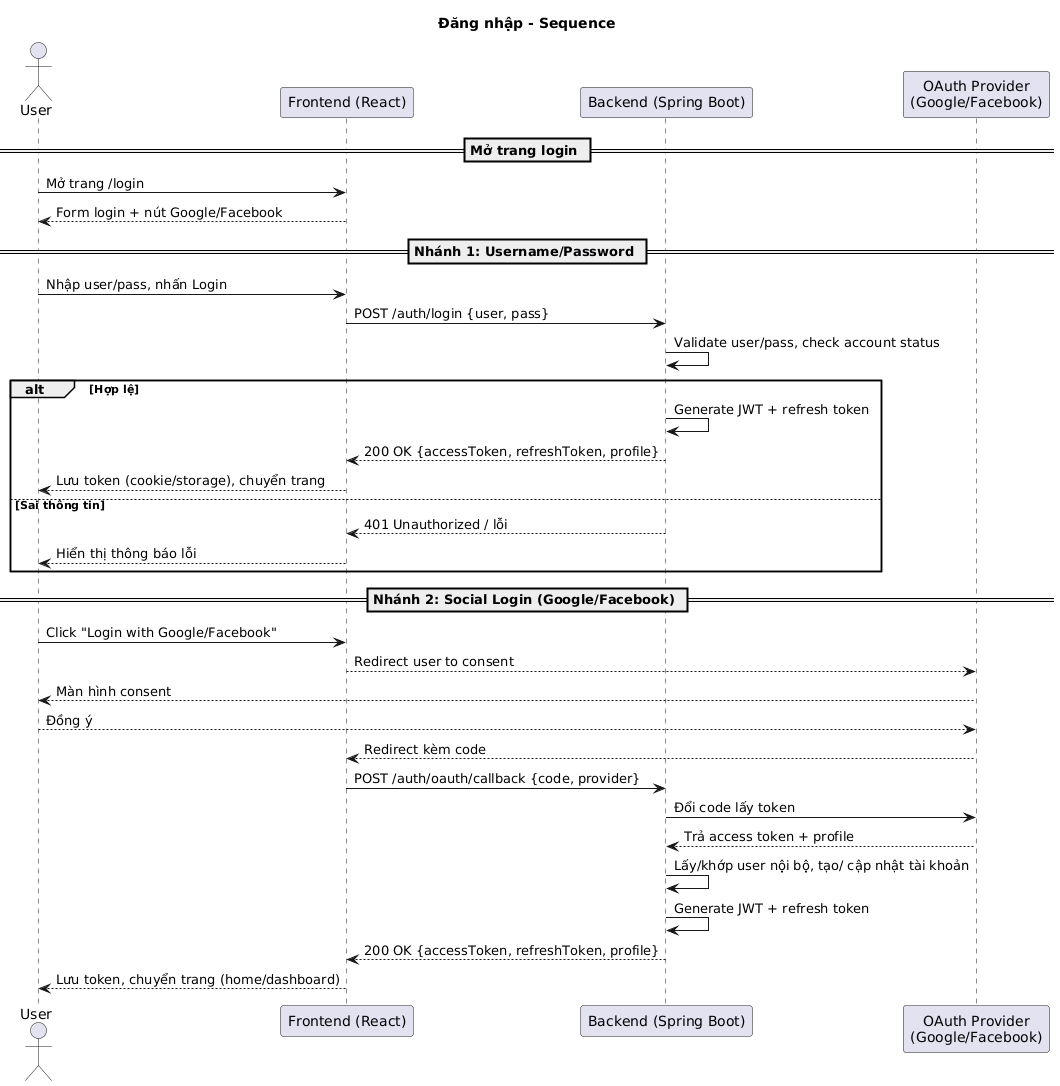 Đăng nhập - Sequence
User
Frontend (React)
Backend (Spring Boot)
OAuth Provider
(Google/Facebook)
Mở trang login
Mở trang /login
Form login + nút Google/Facebook
Nhánh 1: Username/Password
Nhập user/pass, nhấn Login
POST /auth/login {user, pass}
Validate user/pass, check account status
alt
[Hợp lệ]
Generate JWT + refresh token
200 OK {accessToken, refreshToken, profile}
Lưu token (cookie/storage), chuyển trang
[Sai thông tin]
401 Unauthorized / lỗi
Hiển thị thông báo lỗi
Nhánh 2: Social Login (Google/Facebook)
Click "Login with Google/Facebook"
Redirect user to consent
Màn hình consent
Đồng ý
Redirect kèm code
POST /auth/oauth/callback {code, provider}
Đổi code lấy token
Trả access token + profile
Lấy/khớp user nội bộ, tạo/ cập nhật tài khoản
Generate JWT + refresh token
200 OK {accessToken, refreshToken, profile}
Lưu token, chuyển trang (home/dashboard)
User
Frontend (React)
Backend (Spring Boot)
OAuth Provider
(Google/Facebook)